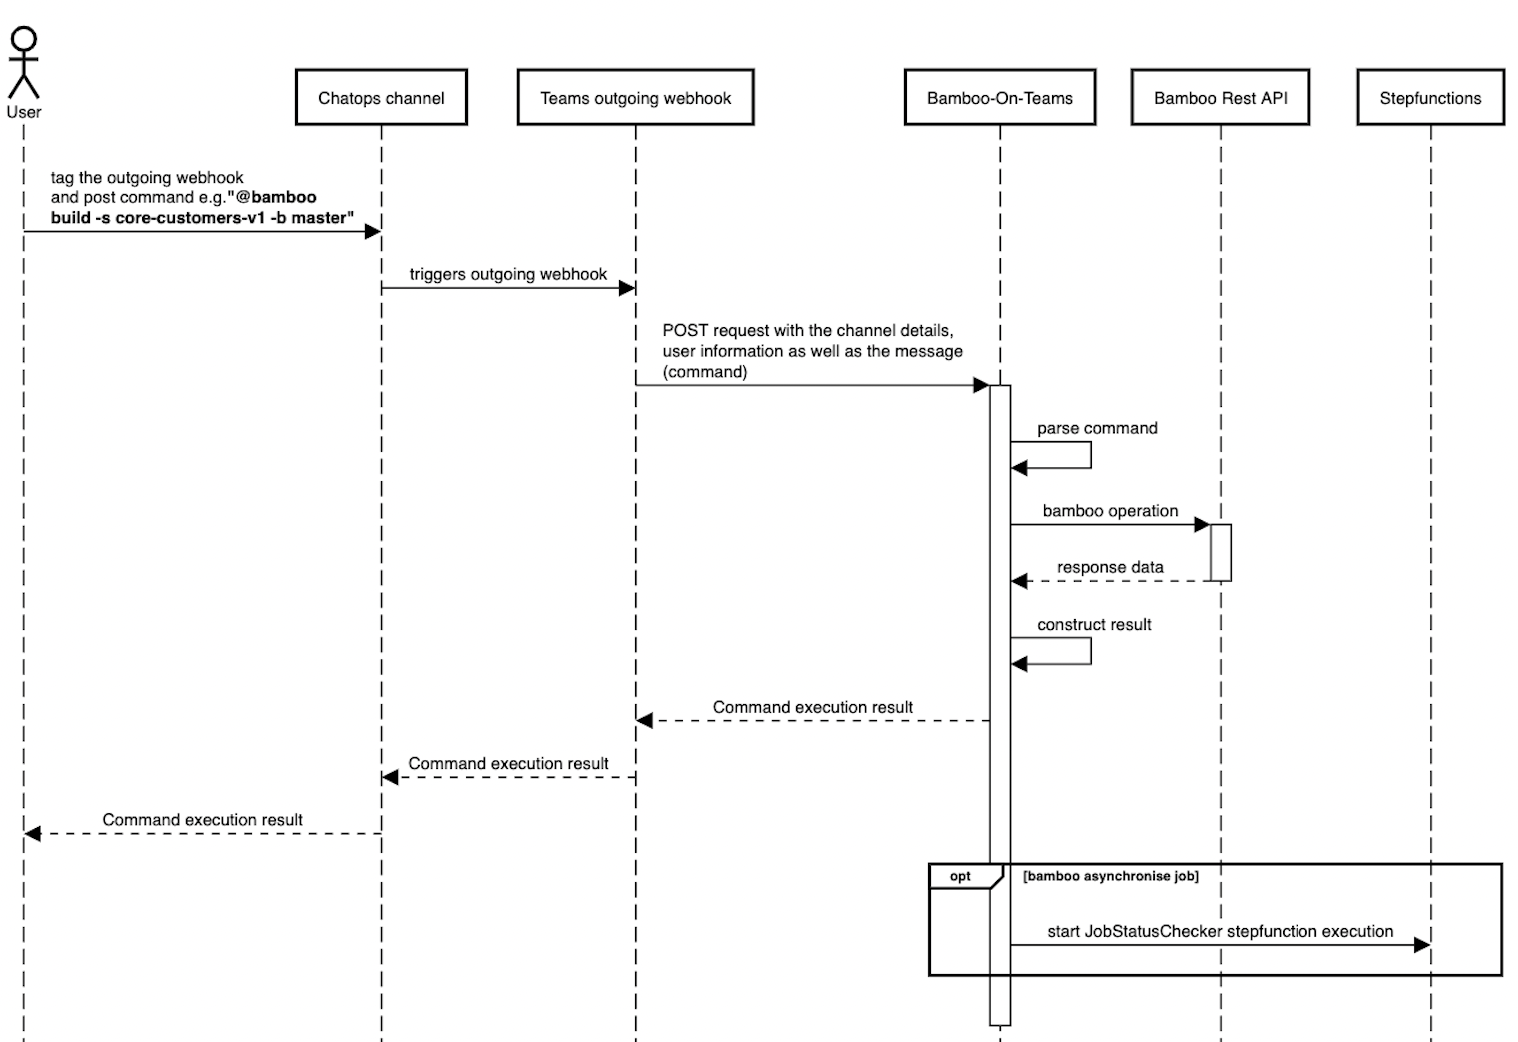 User
Chatops channel
Teams outgoing webhook
Bamboo-On-Teams
Bamboo Rest API
Stepfunctions
tag the outgoing webhook
and post command e.g."@bamboo
build -s core-customers-v1 -b master"
triggers outgoing webhook
POST request with the channel details,
user information as well as the message
(command)
parse command
bamboo operation
response data
construct result
Command execution result
Command execution result
Command execution result
opt
[bamboo asynchronise job]
start JobStatusChecker stepfunction execution